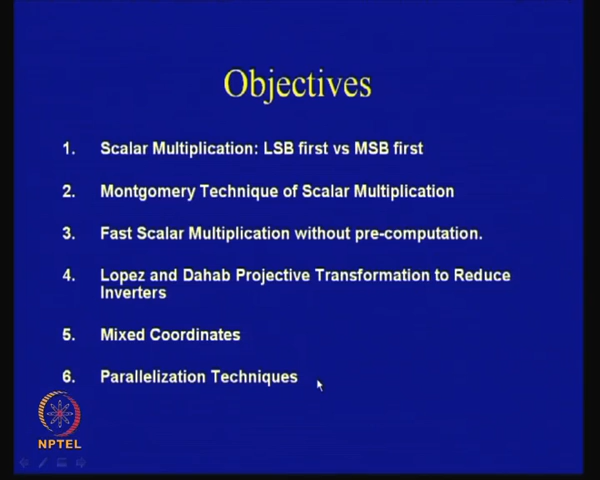 Objectives
1. Scalar Multiplication: LSB first vs MSB first
2. Montgomery Technique of Scalar Multiplication
3. Fast Scalar Multiplication without pre-computation.
4. Lopez and Dahab Projective Transformation to Reduce
Inverters
5. Mixed Coordinates
6. Parallelization Techniques
NPTEL